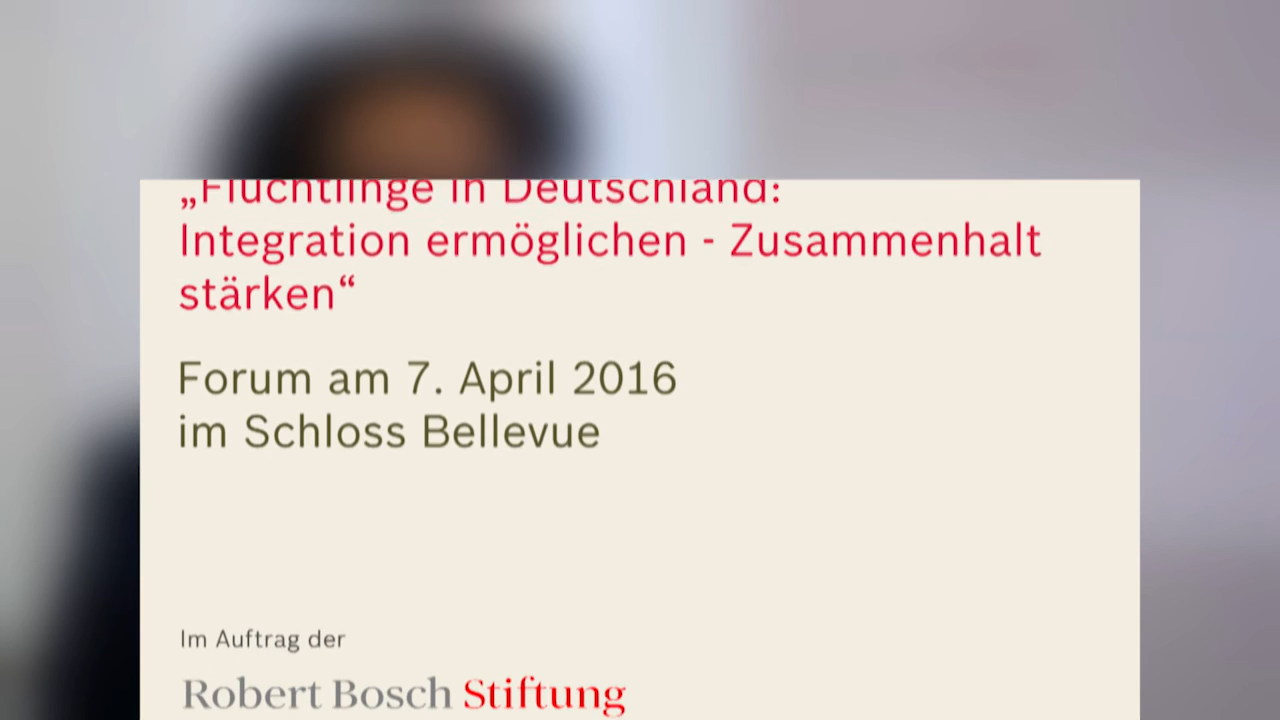 „Flüchtlinge in Deutschland:
Integration ermöglichen - Zusammenhalt
stärken“
Forum am 7. April 2016
im Schloss Bellevue
Im Auftrag der
Robert Bosch Stiftung